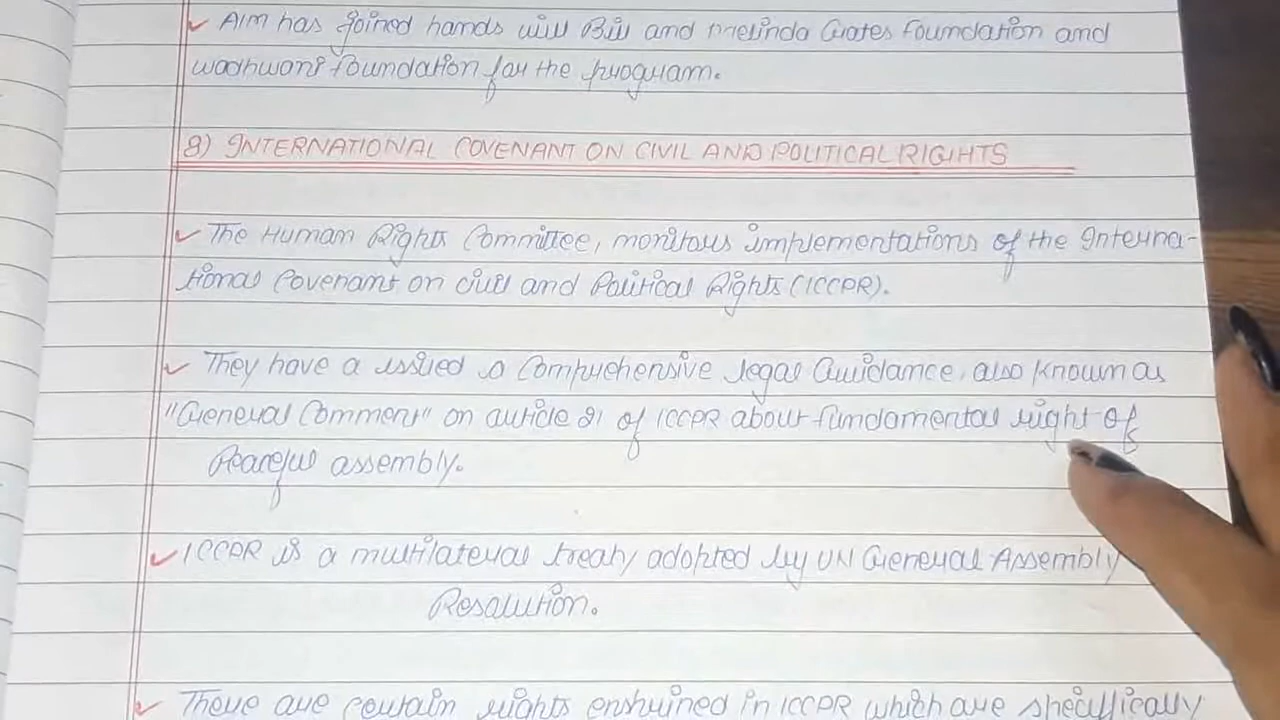 Aim has joined hands will Bill and Melinda Gates Foundation and
wadhwani foundation for the program.
8) INTERNATIONAL COVENANT ON CIVIL AND POLITICAL RIGHTS
The Human Rights Committee, monitors implementations of the Interna-
tional Covenant on civil and Political Rights (ICCPR).
They have a issued a Comprehensive legal Guidance, also known as
"General Comment" on article 21 of ICCPR about fundamental right of
Peaceful assembly.
ICCPR is a multilateral treaty adopted by UN General Assembly
Resolution.
There are certain rights enshrined in ICCPR which are specifically